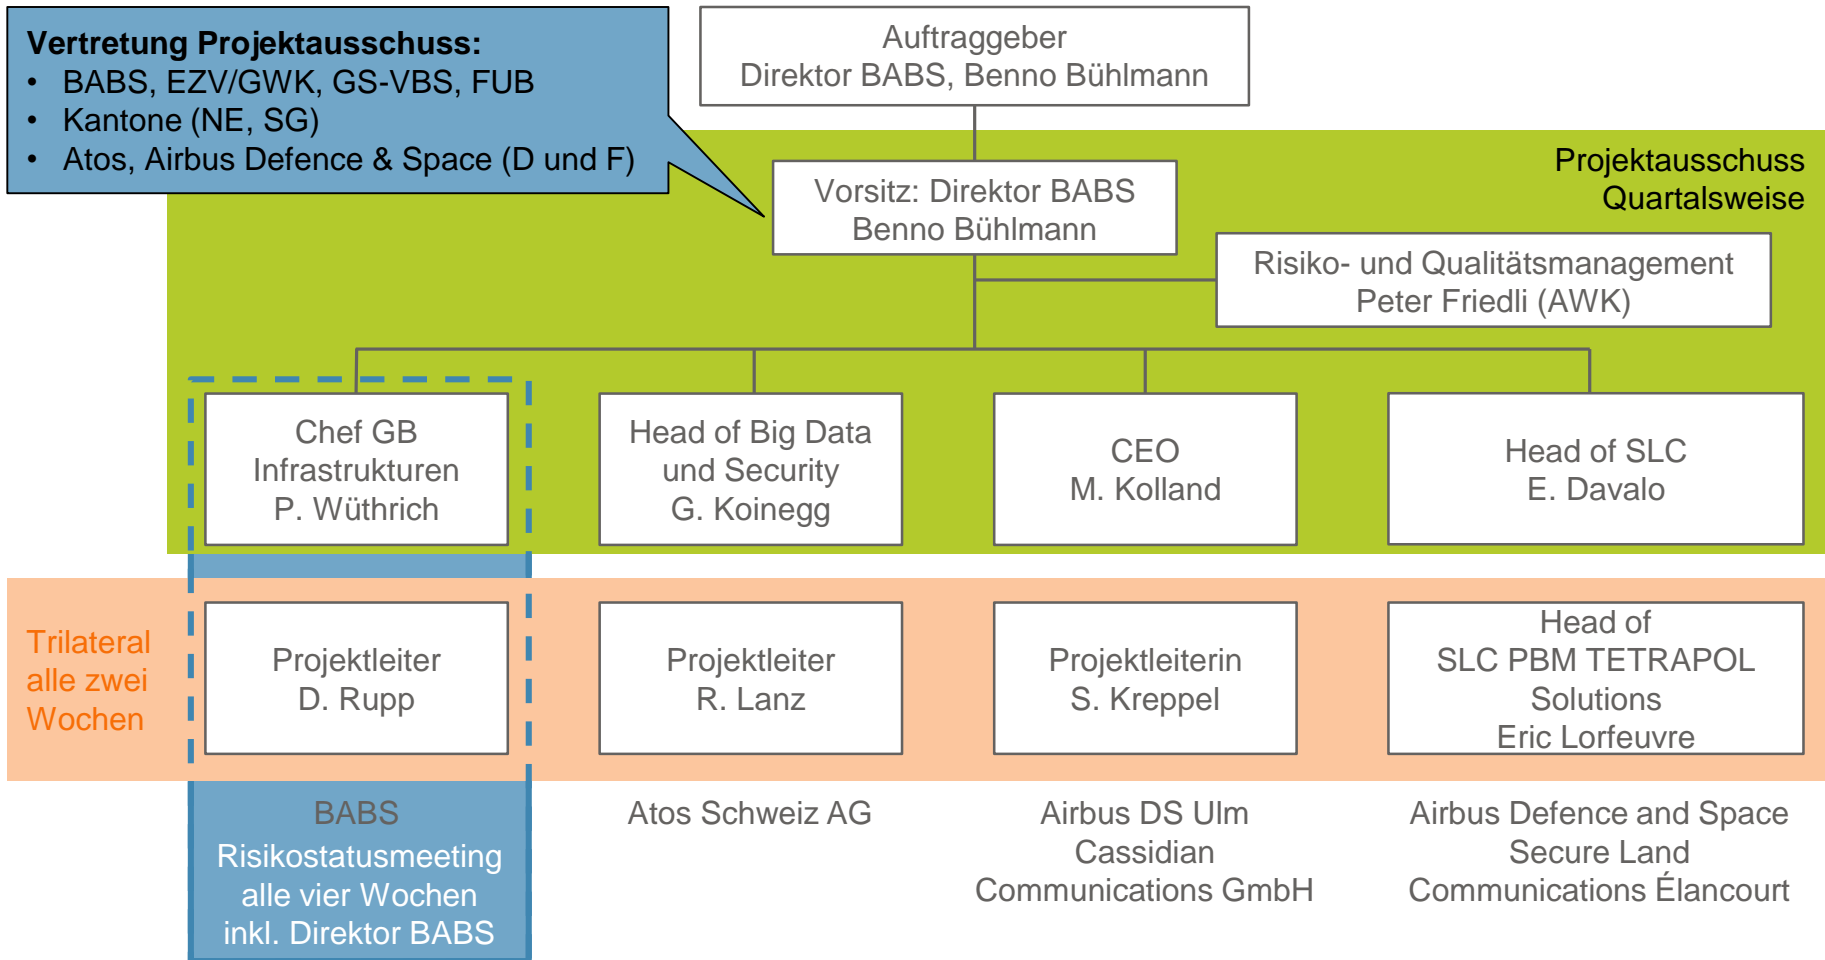 Vertretung Projektausschuss:
• BABS, EZV/GWK, GS-VBS, FUB
• Kantone (NE, SG)
• Atos, Airbus Defence & Space (D und F)
Auftraggeber
Direktor BABS, Benno Bühlmann
Projektausschuss
Quartalsweise
Vorsitz: Direktor BABS
Benno Bühlmann
Risiko- und Qualitätsmanagement
Peter Friedli (AWK)
Chef GB
Infrastrukturen
P. Wüthrich
Head of Big Data
und Security
G. Koinegg
CEO
M. Kolland
Head of SLC
E. Davalo
Trilateral
alle zwei
Wochen
Projektleiter
D. Rupp
Projektleiter
R. Lanz
Projektleiterin
S. Kreppel
Head of
SLC PBM TETRAPOL
Solutions
Eric Lorfeuvre
BABS
Risikostatusmeeting
alle vier Wochen
inkl. Direktor BABS
Atos Schweiz AG
Airbus DS Ulm
Cassidian
Communications GmbH
Airbus Defence and Space
Secure Land
Communications Élancourt